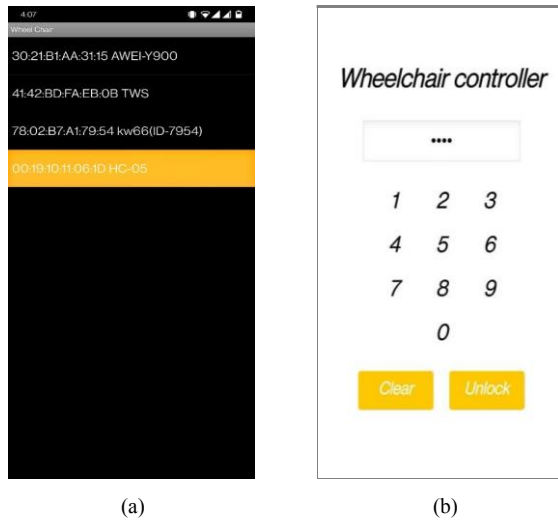 4.07
Wheel Chair
30:21:B1:AA:31:15 AWEI-Y900
41:42:BD:FA:EB:0B TWS
78:02:B7:A1:79:54 kw66(ID-7954)
00:19:10:11:06:1D HC-05
(a)
Wheelchair controller
••••
1 2 3
4 5 6
7 8 9
0
Clear Unlock
(b)